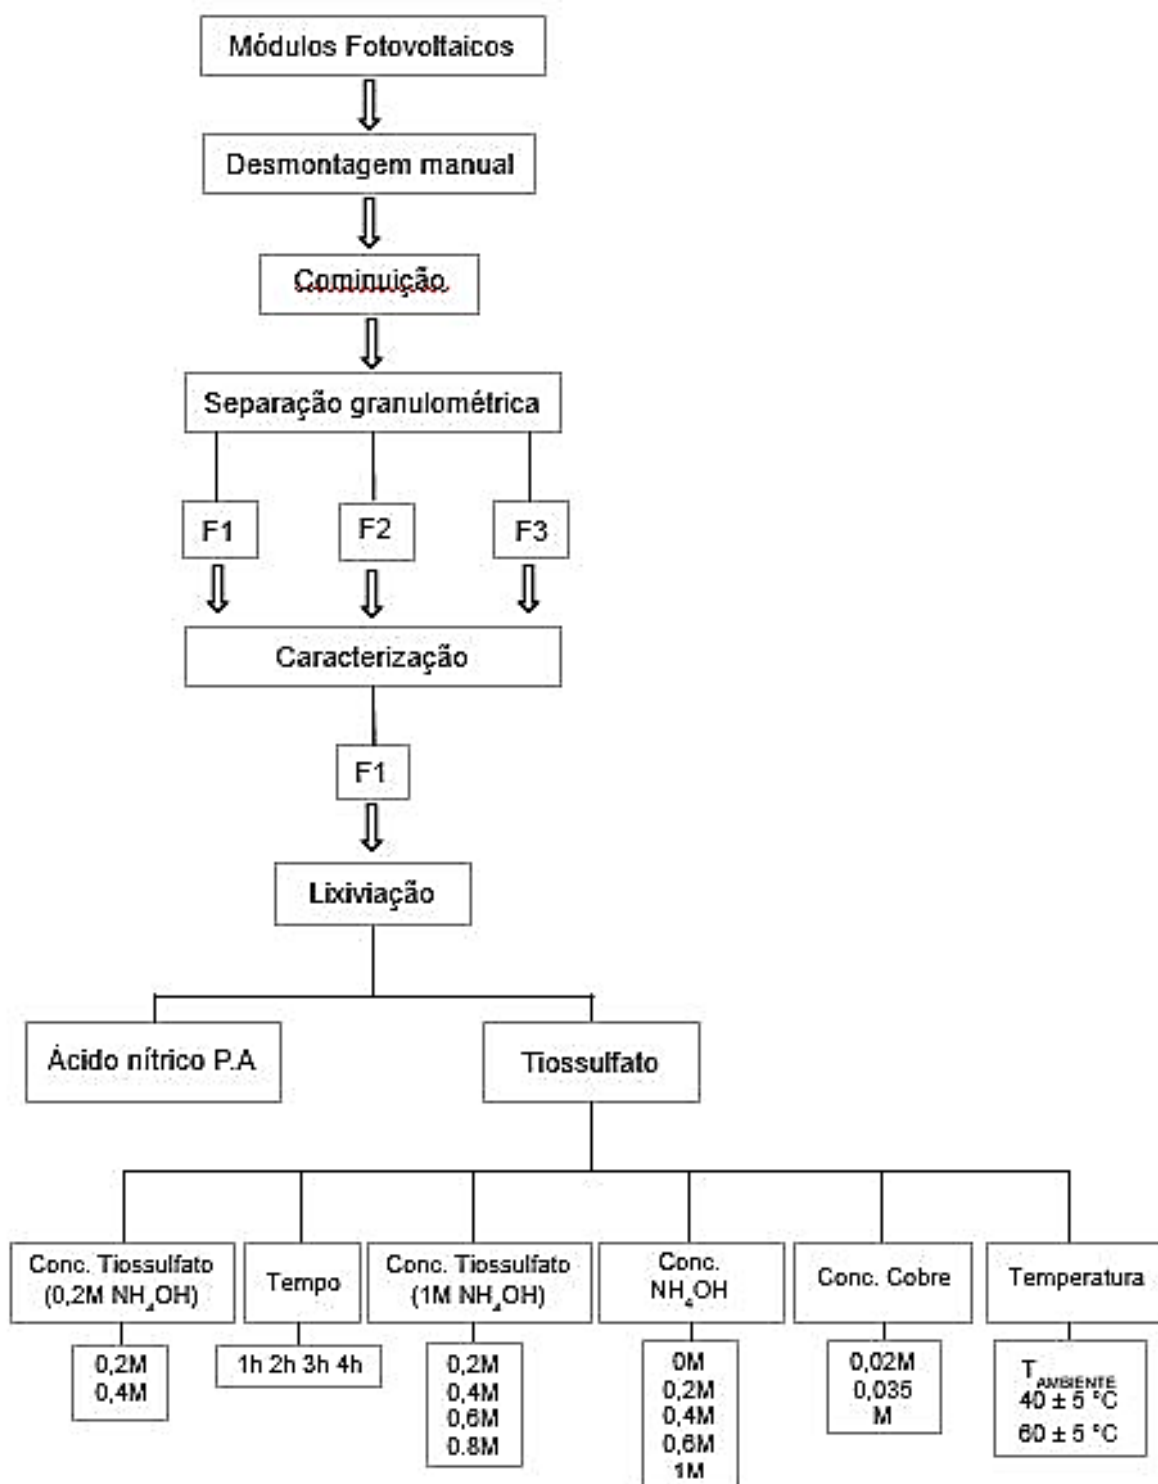 Módulos Fotovoltaicos
Desmontagem manual
Cominuição
Separação granulométrica
F1
F2
F3
Caracterização
F1
Lixiviação
Ácido nítrico P.A
Tiossulfato
Conc. Tiossulfato
(0,2M NH₄OH)
0,2M
0,4M
Tempo
1h 2h 3h 4h
Conc. Tiossulfato
(1M NH₄OH)
0,2M
0,4M
0,6M
0.8M
Conc.
NH₄OH
0M
0,2M
0,4M
0,6M
1M
Conc. Cobre
0,02M
0,035
M
Temperatura
T AMBIENTE
40 ± 5 °C
60 ± 5 °C